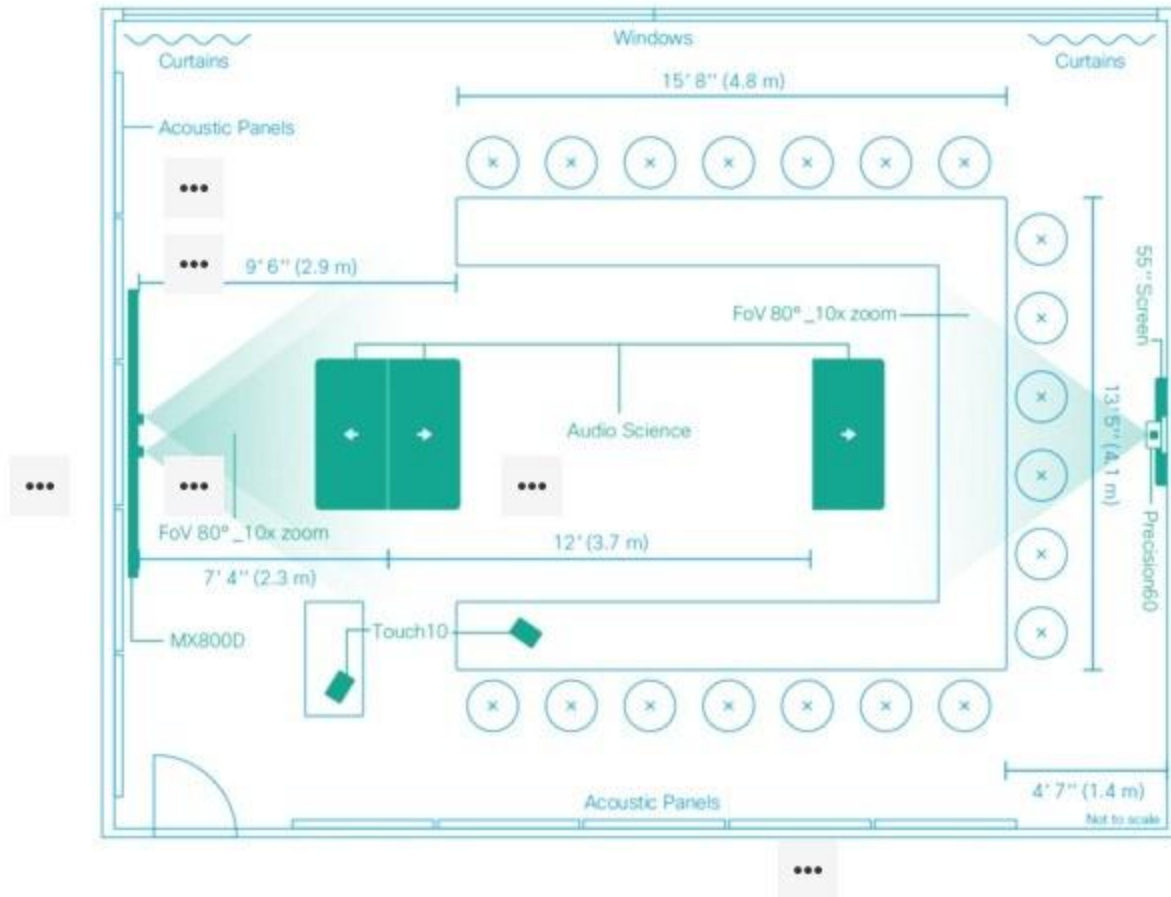 Windows
Curtains
Curtains
15' 8'' (4.8 m)
Acoustic Panels
•••
•••
9' 6'' (2.9 m)
FoV 80° _10x zoom
55'' Screen
13' 5'' (4.1 m)
Audio Science
•••
•••
•••
FoV 80° _10x zoom
12' (3.7 m)
7' 4'' (2.3 m)
Precision60
Touch10
MX800D
4' 7'' (1.4 m)
Acoustic Panels
Not to scale
•••